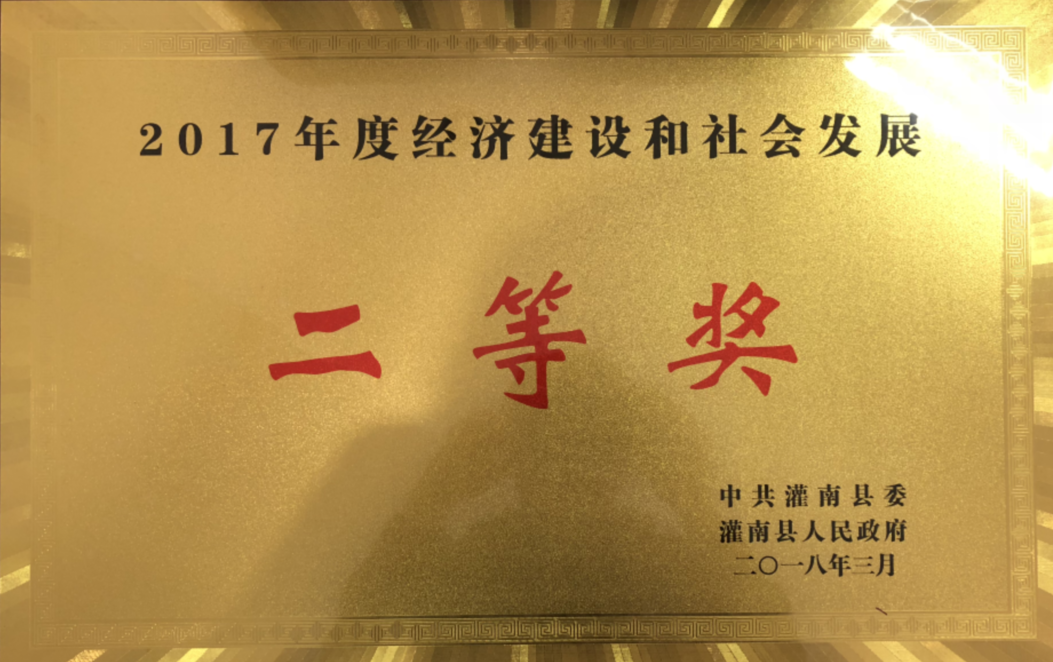 2017年度经济建设和社会发展
二等奖
中共灌南县委
灌南县人民政府
二〇一八年三月